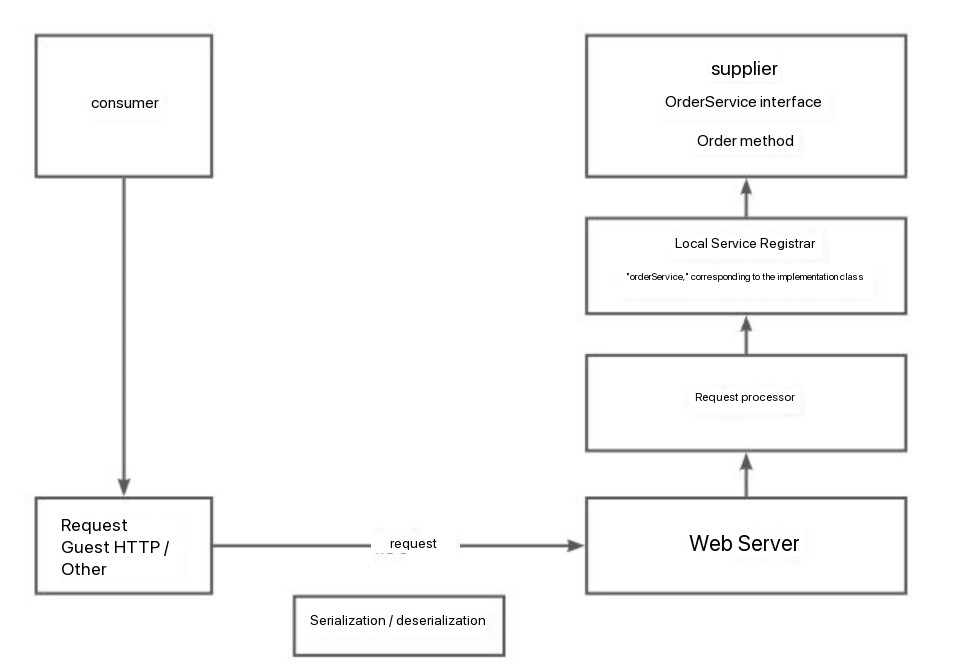 consumer
supplier
OrderService interface
Order method
Local Service Registrar
"orderService," corresponding to the implementation class
Request processor
Request
Guest HTTP /
Other
request
Web Server
Serialization / deserialization